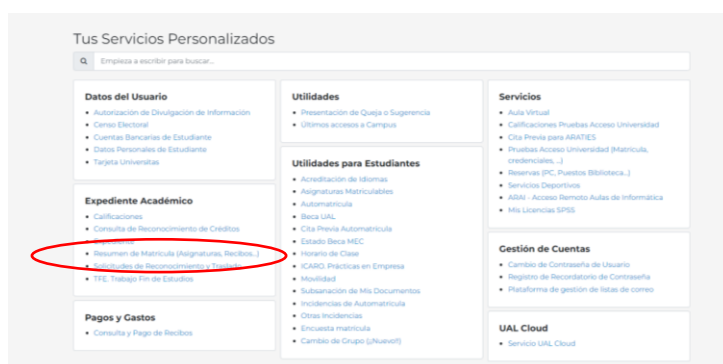 Tus Servicios Personalizados
Empieza a escribir para buscar...
Datos del Usuario
Autorización de Divulgación de Información
Censo Electoral
Cuentas Bancarias de Estudiante
Datos Personales de Estudiante
Tarjeta Universitas
Expediente Académico
Calificaciones
Consulta de Reconocimiento de Créditos
Resumen de Matrícula (Asignaturas, Recibos...)
Solicitudes de Reconocimiento y Traslado
TFE, Trabajo Fin de Estudios
Pagos y Gastos
Consulta y Pago de Recibos
Utilidades
Presentación de Queja o Sugerencia
Últimos accesos a Campus
Utilidades para Estudiantes
Acreditación de Idiomas
Asignaturas Matriculables
Automatrícula
Beca UAL
Cita Previa Automatrícula
Estado Beca MEC
Horario de Clase
ICARO. Prácticas en Empresa
Movilidad
Subsanación de Mis Documentos
Incidencias de Automatrícula
Otras Incidencias
Encuesta matrícula
Cambio de Grupo (¡Nuevo!)
Servicios
Aula Virtual
Calificaciones Pruebas Acceso Universidad
Cita Previa para ARATIES
Pruebas Acceso Universidad (Matrícula,
credenciales, ...)
Reservas (PC, Puestos Biblioteca...)
Servicios Deportivos
ARAI - Acceso Remoto Aulas de Informática
Mis Licencias SPSS
Gestión de Cuentas
Cambio de Contraseña de Usuario
Registro de Recordatorio de Contraseña
Plataforma de gestión de listas de correo
UAL Cloud
Servicio UAL Cloud